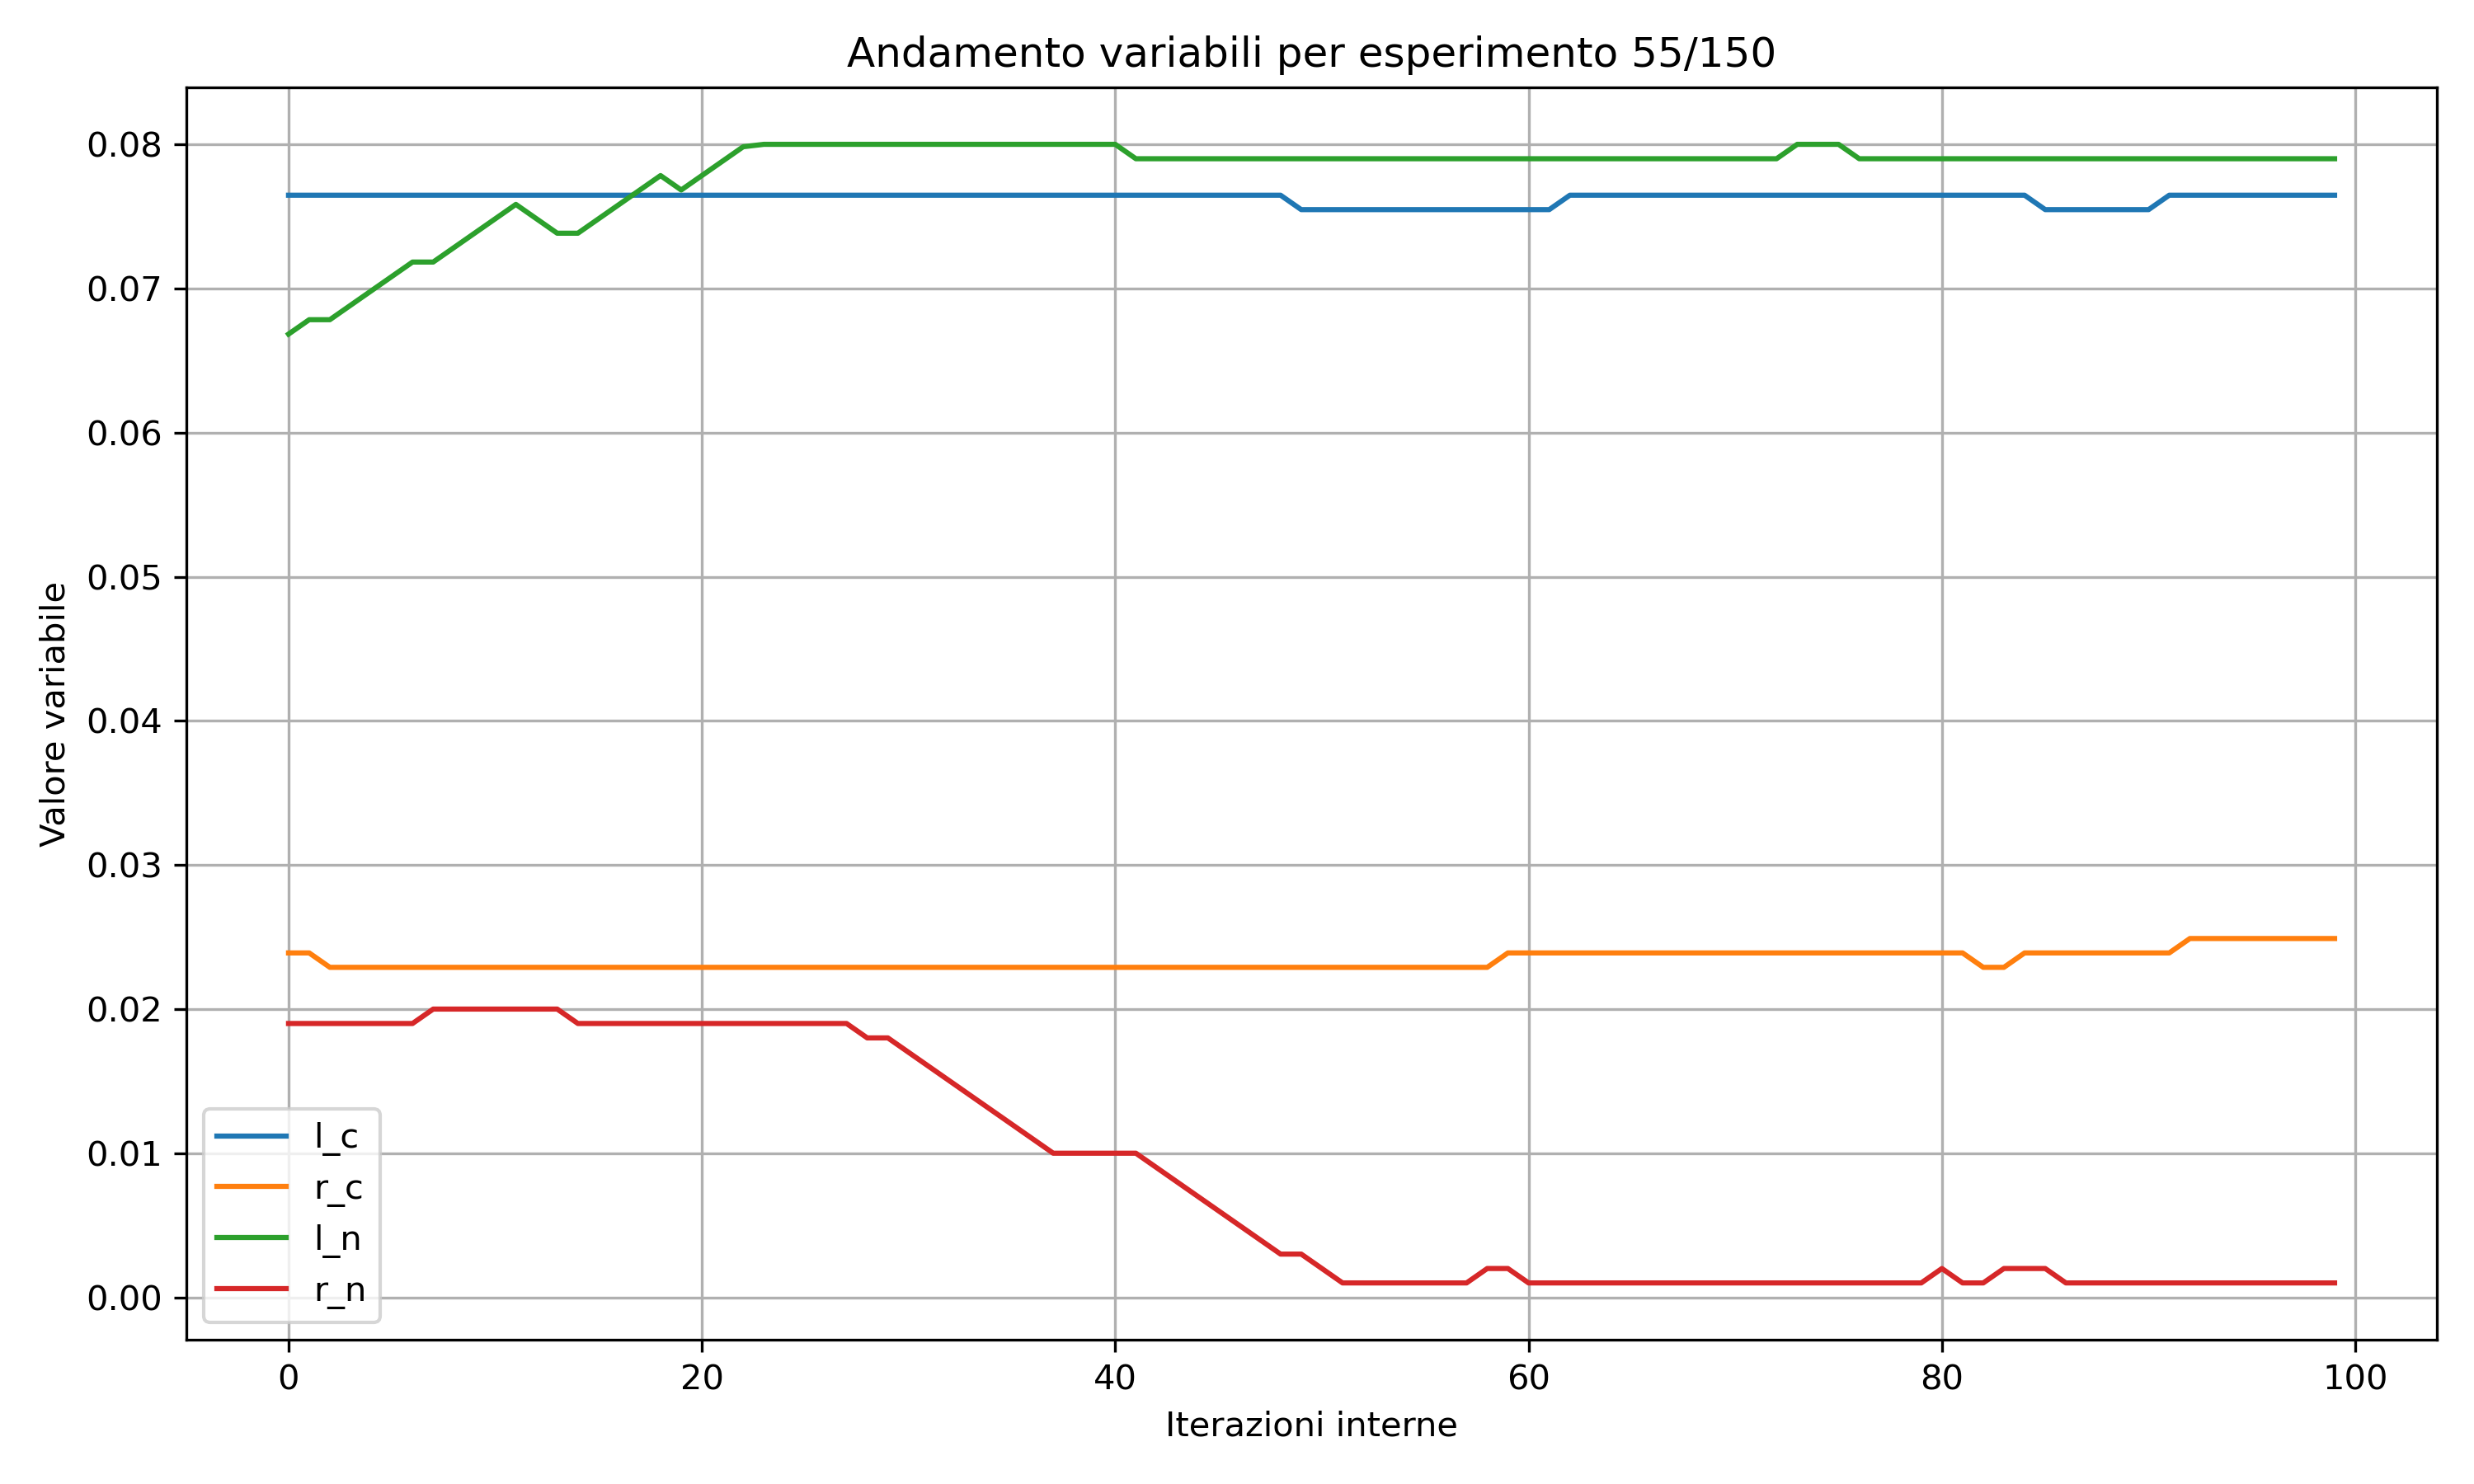 Andamento variabili per esperimento 55/150
Valore variabile
0.08
0.07
0.06
0.05
0.04
0.03
0.02
0.01
0.00
l_c
r_c
l_n
r_n
0 20 40 60 80 100
Iterazioni interne